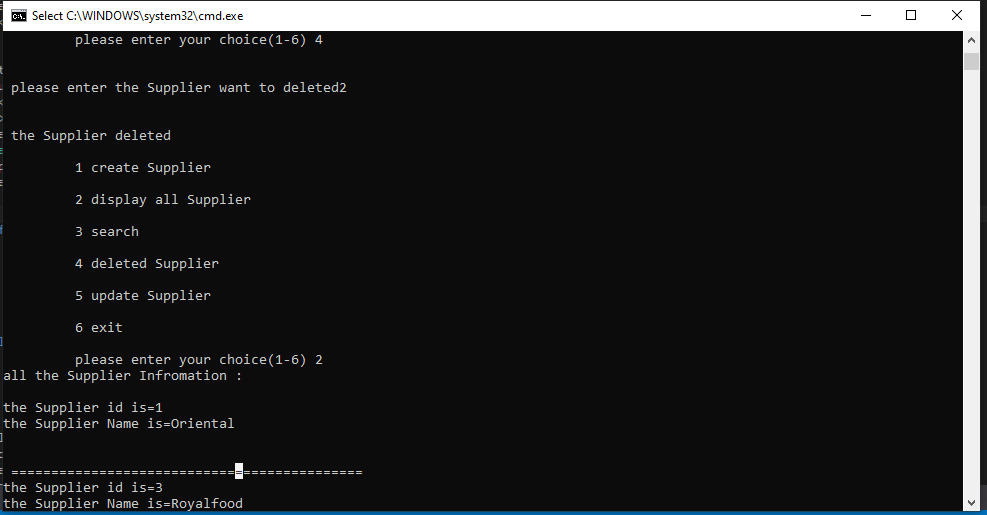 Select C:\WINDOWS\system32\cmd.exe
please enter your choice(1-6) 4
please enter the Supplier want to deleted2
the Supplier deleted
1 create Supplier
2 display all Supplier
3 search
4 deleted Supplier
5 update Supplier
6 exit
please enter your choice(1-6) 2
all the Supplier Infromation :
the Supplier id is=1
the Supplier Name is=Oriental
============================================
the Supplier id is=3
the Supplier Name is=Royalfood